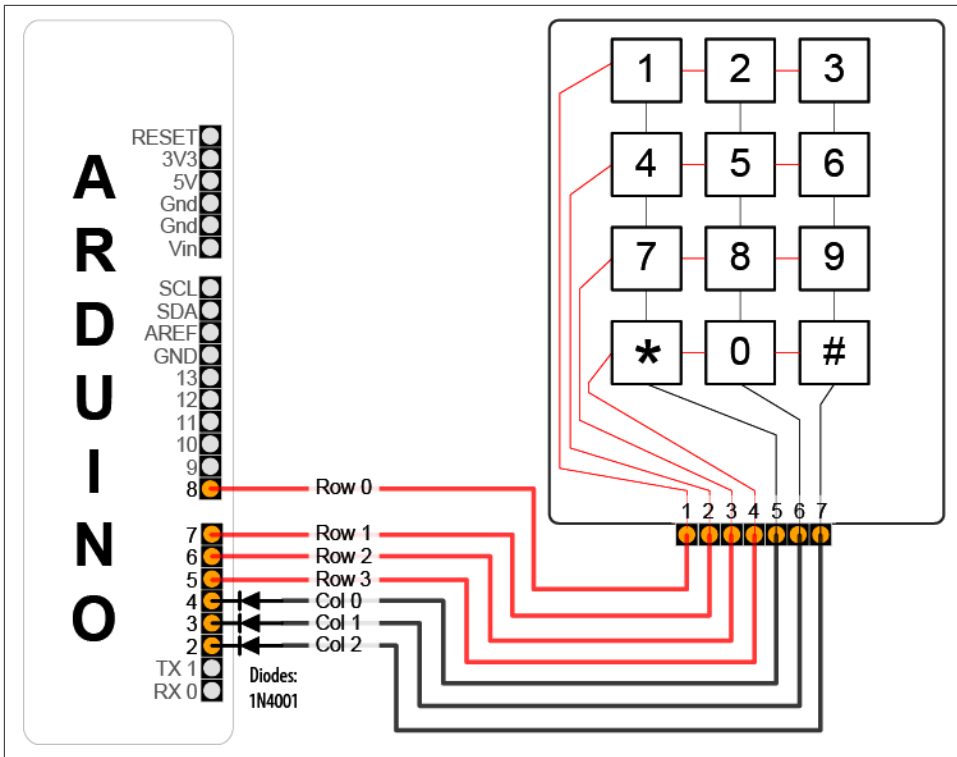 ARDUINO
RESET
3V3
5V
Gnd
Gnd
Vin
SCL
SDA
AREF
GND
13
12
11
10
9
8
7
6
5
4
3
2
TX 1
RX 0
Row 0
Row 1
Row 2
Row 3
Col 0
Col 1
Col 2
Diodes:
1N4001
1 2 3
4 5 6
7 8 9
* 0 #
1 2 3 4 5 6 7